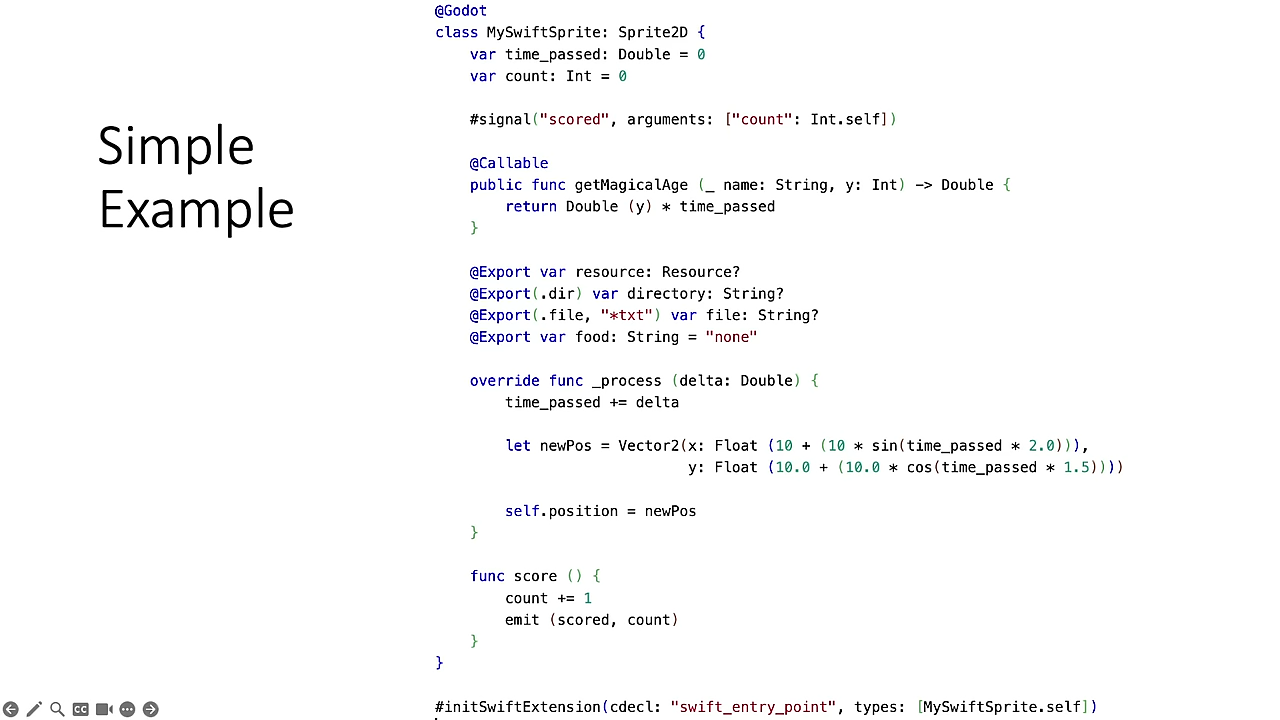 Simple
Example
@Godot
class MySwiftSprite: Sprite2D {
    var time_passed: Double = 0
    var count: Int = 0
    #signal("scored", arguments: ["count": Int.self])
    @Callable
    public func getMagicalAge (_ name: String, y: Int) -> Double {
        return Double (y) * time_passed
    }
    @Export var resource: Resource?
    @Export(.dir) var directory: String?
    @Export(.file, "*txt") var file: String?
    @Export var food: String = "none"
    override func _process (delta: Double) {
        time_passed += delta
        let newPos = Vector2(x: Float (10 + (10 * sin(time_passed * 2.0))),
                             y: Float (10.0 + (10.0 * cos(time_passed * 1.5))))
        self.position = newPos
    }
    func score () {
        count += 1
        emit (scored, count)
    }
}
#initSwiftExtension(cdecl: "swift_entry_point", types: [MySwiftSprite.self])
CC